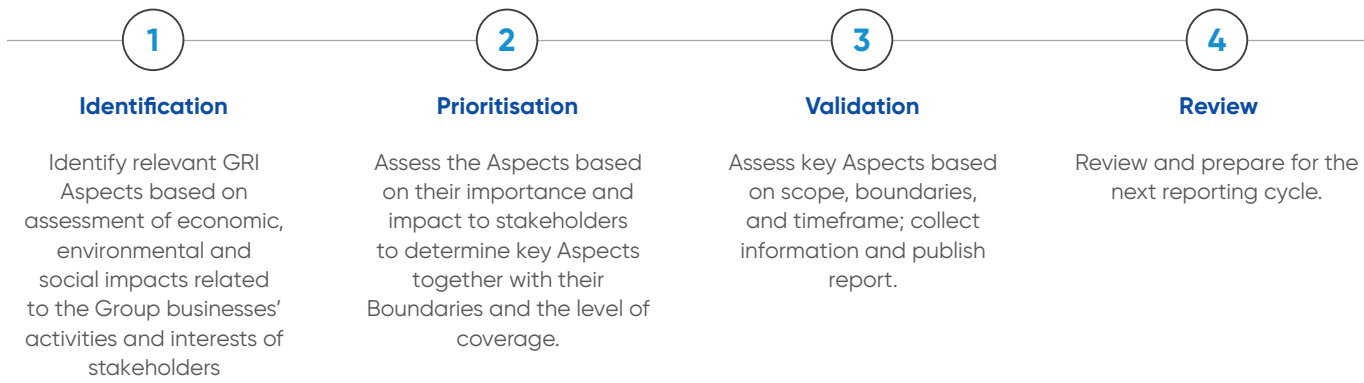 1
Identification
Identify relevant GRI
Aspects based on
assessment of economic,
environmental and
social impacts related
to the Group businesses’
activities and interests of
stakeholders
2
Prioritisation
Assess the Aspects based
on their importance and
impact to stakeholders
to determine key Aspects
together with their
Boundaries and the level of
coverage.
3
Validation
Assess key Aspects based
on scope, boundaries,
and timeframe; collect
information and publish
report.
4
Review
Review and prepare for the
next reporting cycle.